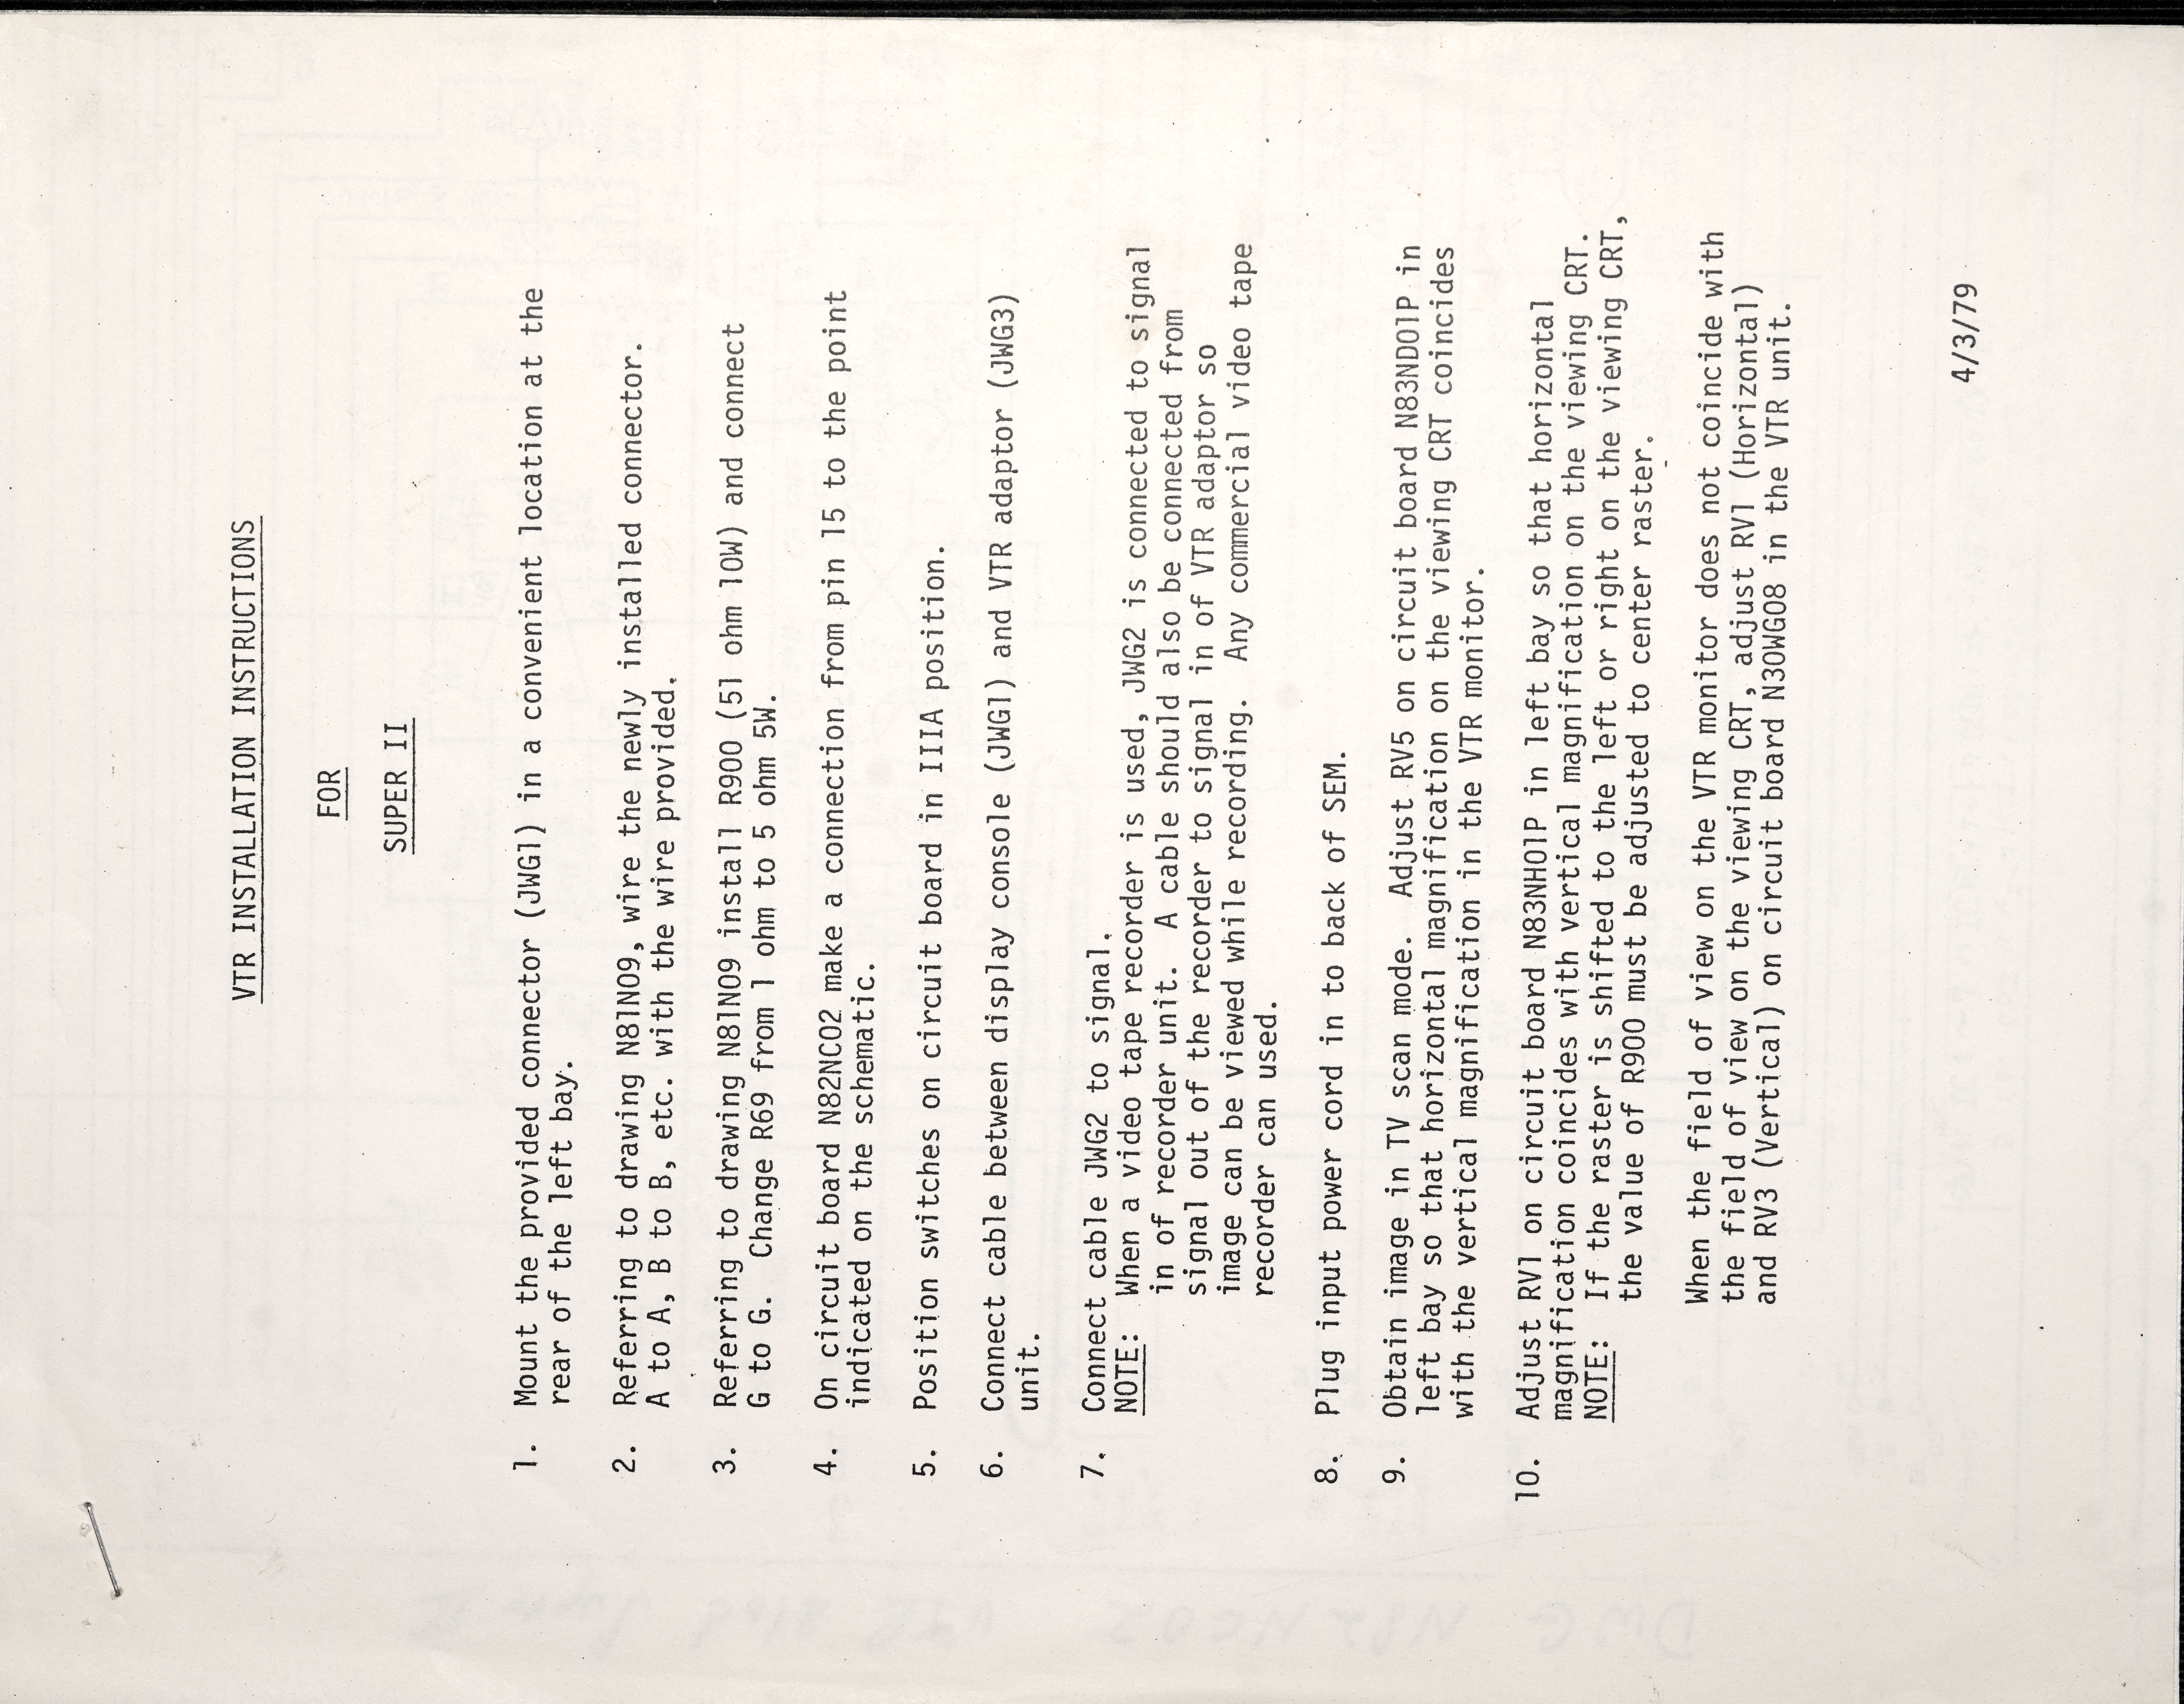 VTR INSTALLATION INSTRUCTIONS
FOR
SUPER II
1. Mount the provided connector (JWG1) in a convenient location at the
rear of the left bay.
2. Referring to drawing N81N09, wire the newly installed connector.
A to A, B to B, etc. with the wire provided.
3. Referring to drawing N81N09 install R900 (51 ohm 10W) and connect
G to G. Change R69 from 1 ohm to 5 ohm 5W.
4. On circuit board N82NC02 make a connection from pin 15 to the point
indicated on the schematic.
5. Position switches on circuit board in IIIA position.
6. Connect cable between display console (JWG1) and VTR adaptor (JWG3)
unit.
7. Connect cable JWG2 to signal.
NOTE: When a video tape recorder is used, JWG2 is connected to signal
in of recorder unit. A cable should also be connected from
signal out of the recorder to signal in of VTR adaptor so
image can be viewed while recording. Any commercial video tape
recorder can used.
8. Plug input power cord in to back of SEM.
9. Obtain image in TV scan mode. Adjust RV5 on circuit board N83ND01P in
left bay so that horizontal magnification on the viewing CRT coincides
with the vertical magnification in the VTR monitor.
10. Adjust RV1 on circuit board N83NH01P in left bay so that horizontal
magnification coincides with vertical magnification on the viewing CRT.
NOTE: If the raster is shifted to the left or right on the viewing CRT,
the value of R900 must be adjusted to center raster.
When the field of view on the VTR monitor does not coincide with
the field of view on the viewing CRT, adjust RV1 (Horizontal)
and RV3 (Vertical) on circuit board N30WG08 in the VTR unit.
4/3/79
DWG N82NC02